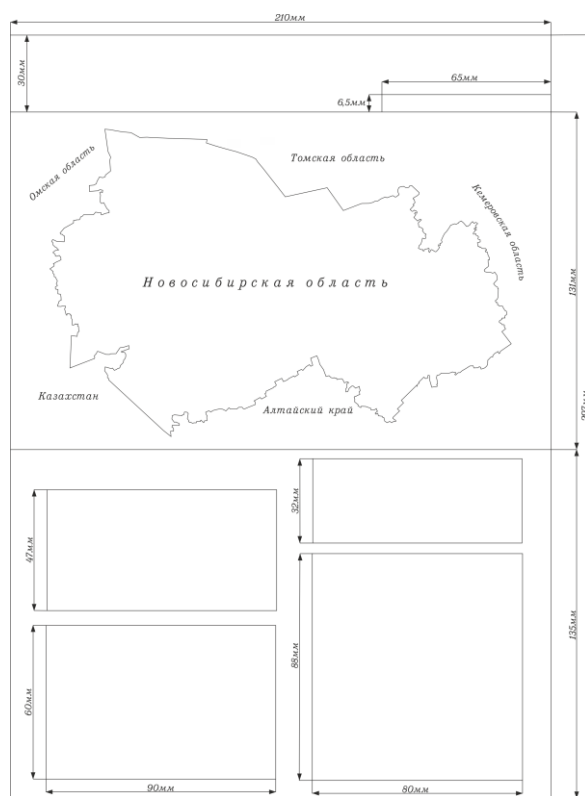 210мм
30мм
65мм
6,5мм
Омская область
Томская область
Кемеровская область
Новосибирская область
131мм
Казахстан
Алтайский край
297мм
32мм
47мм
88мм
135мм
60мм
90мм
80мм